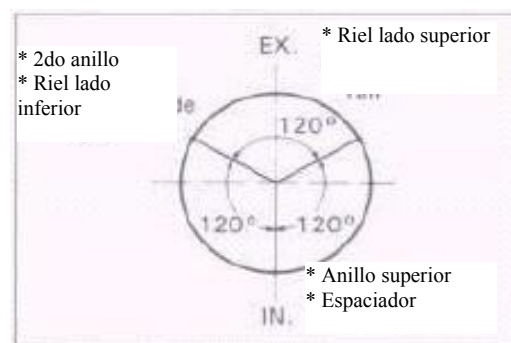 EX.
* Riel lado superior
* 2do anillo
* Riel lado
inferior
120°
120°
120°
* Anillo superior
* Espaciador
IN.